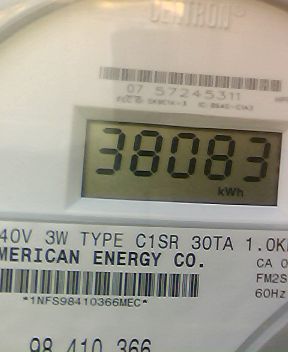 CENTRON®
07 57245311
38083
kWh
40V 3W TYPE C1SR 30TA 1.0K
MERICAN ENERGY CO.
CA 0
FM2S
60Hz
*1NFS98410366MEC*
98 410 366